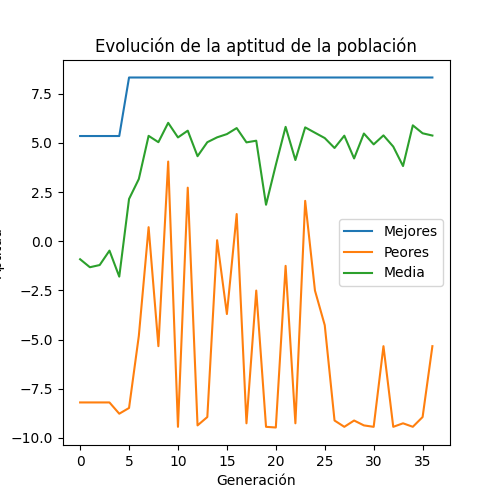 Evolución de la aptitud de la población
7.5
5.0
2.5
0.0
−2.5
−5.0
−7.5
−10.0
Mejores
Peores
Media
0 5 10 15 20 25 30 35
Generación